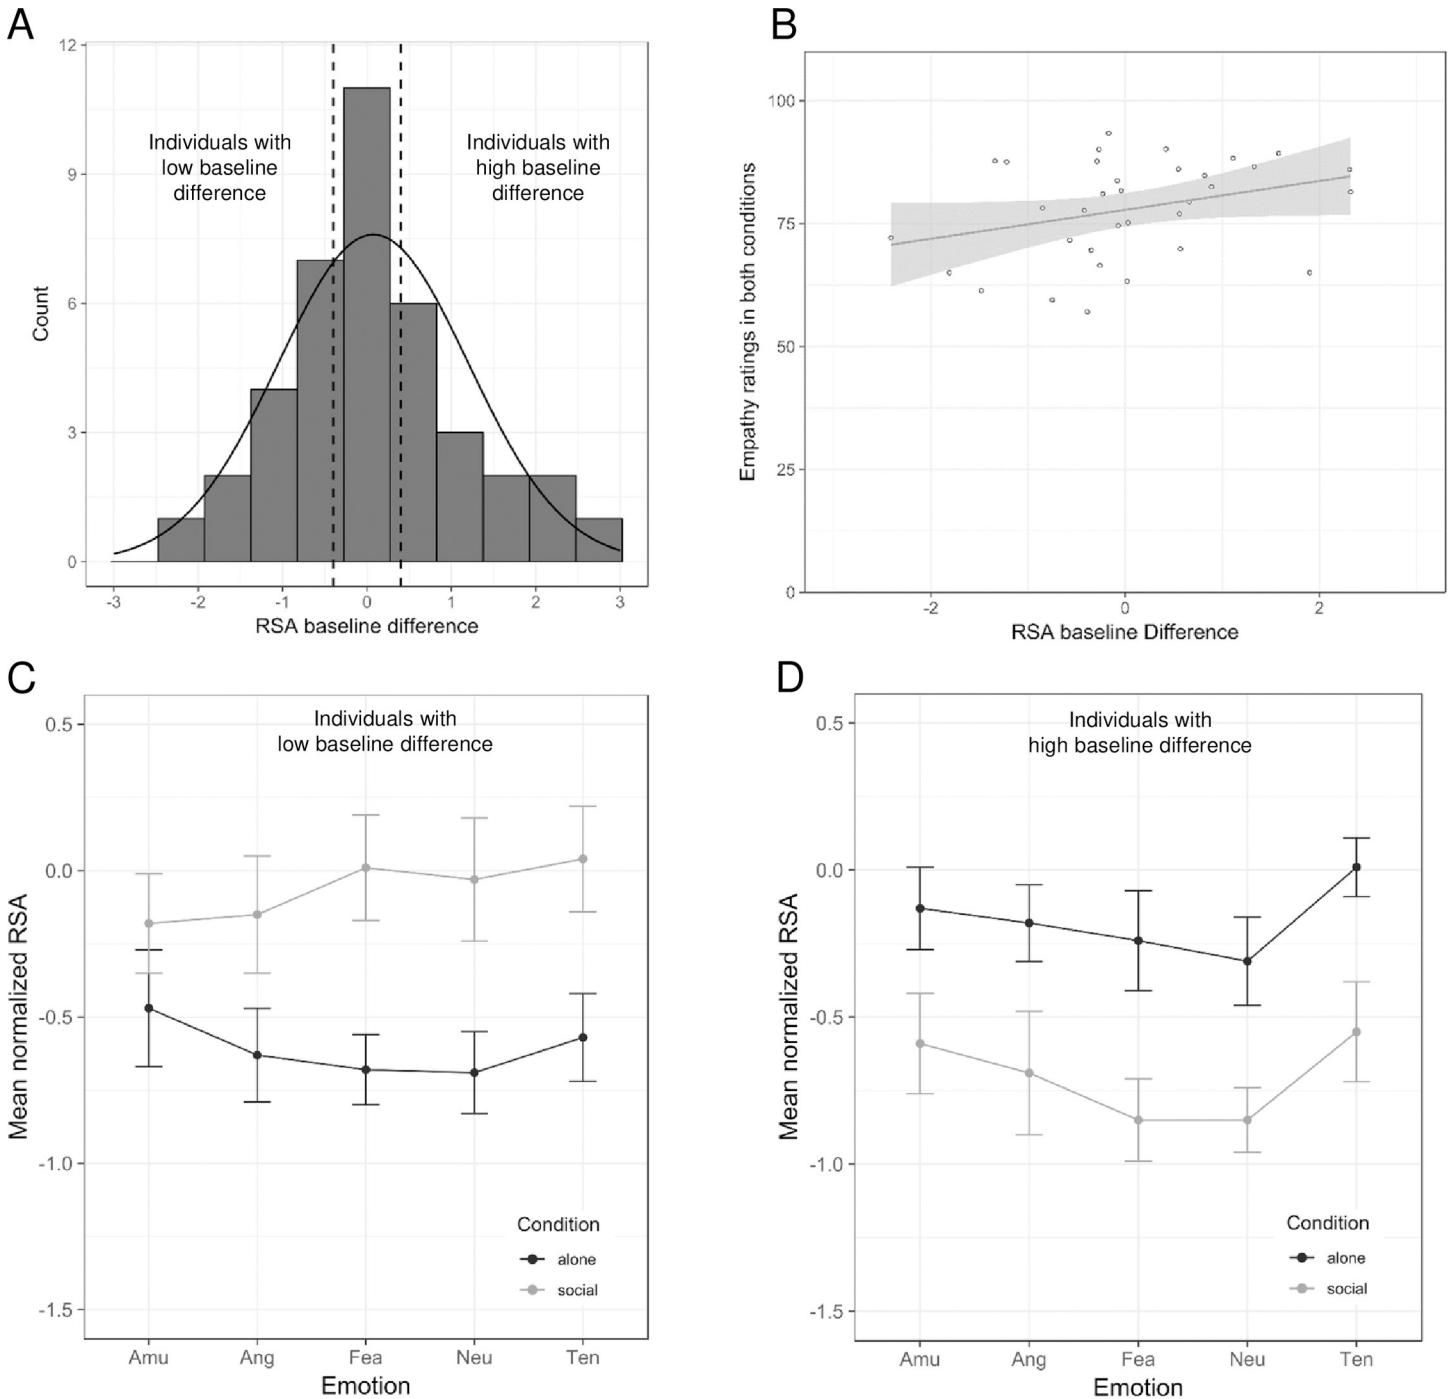 A
12
9
6
3
0
Count
Individuals with
low baseline
difference
Individuals with
high baseline
difference
-3 -2 -1 0 1 2 3
RSA baseline difference
B
100
75
50
25
0
Empathy ratings in both conditions
-2 0 2
RSA baseline Difference
C
Individuals with
low baseline difference
0.5
0.0
-0.5
-1.0
-1.5
Mean normalized RSA
Condition
alone
social
Amu Ang Fea Neu Ten
Emotion
D
Individuals with
high baseline difference
0.5
0.0
-0.5
-1.0
-1.5
Mean normalized RSA
Condition
alone
social
Amu Ang Fea Neu Ten
Emotion